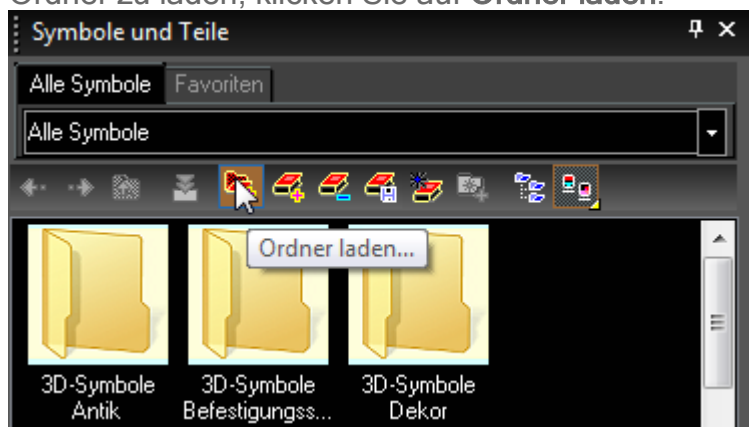 Ordner zu laden, klicken Sie auf Ordner laden.
Symbole und Teile
Alle Symbole Favoriten
Alle Symbole
Ordner laden...
3D-Symbole
Antik
3D-Symbole
Befestigungss...
3D-Symbole
Dekor